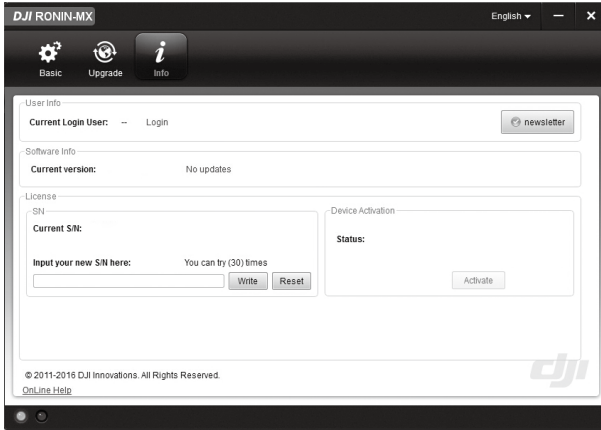 DJI RONIN-MX
English
Basic
Upgrade
Info
User Info
Current Login User: -- Login
newsletter
Software Info
Current version: No updates
License
SN
Device Activation
Current S/N:
Status:
Input your new S/N here: You can try (30) times
Write
Reset
Activate
© 2011-2016 DJI Innovations. All Rights Reserved.
OnLine Help
dji